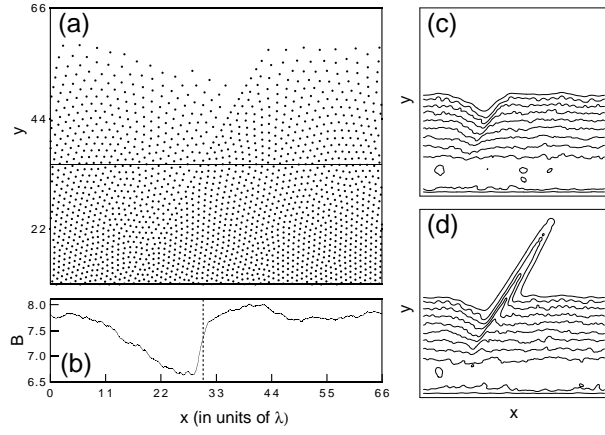 (a)
66
44
22
y
(b)
8.0
7.5
7.0
6.5
B
0 11 22 33 44 55 66
x (in units of λ)
(c)
y
(d)
y
x